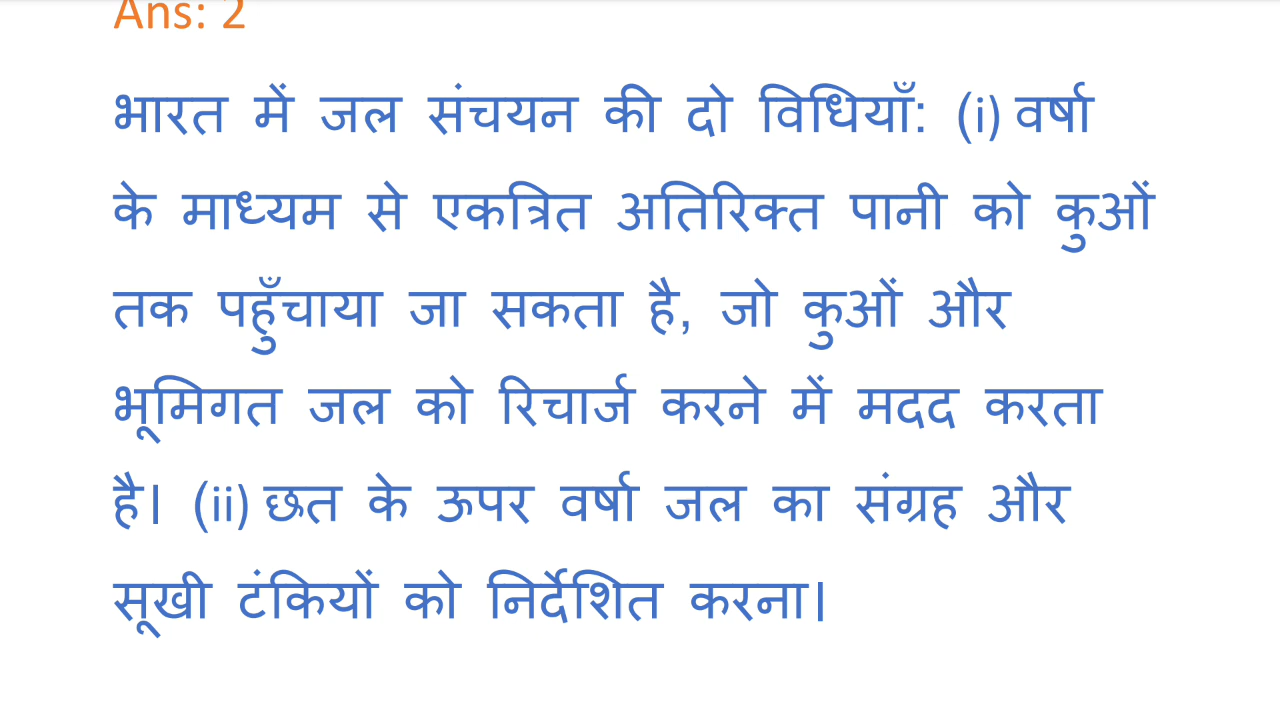 Ans: 2
भारत में जल संचयन की दो विधियाँ: (i) वर्षा
के माध्यम से एकत्रित अतिरिक्त पानी को कुओं
तक पहुँचाया जा सकता है, जो कुओं और
भूमिगत जल को रिचार्ज करने में मदद करता
है। (ii) छत के ऊपर वर्षा जल का संग्रह और
सूखी टंकियों को निर्देशित करना।